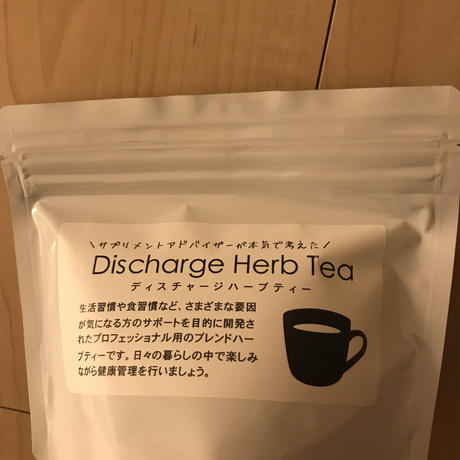 \サプリメントアドバイザーが本気で考えた/
Discharge Herb Tea
ディスチャージハーブティー
生活習慣や食習慣など、さまざまな要因
が気になる方のサポートを目的に開発さ
れたプロフェッショナル用のブレンドハー
ブティーです。日々の暮らしの中で楽しみ
ながら健康管理を行いましょう。